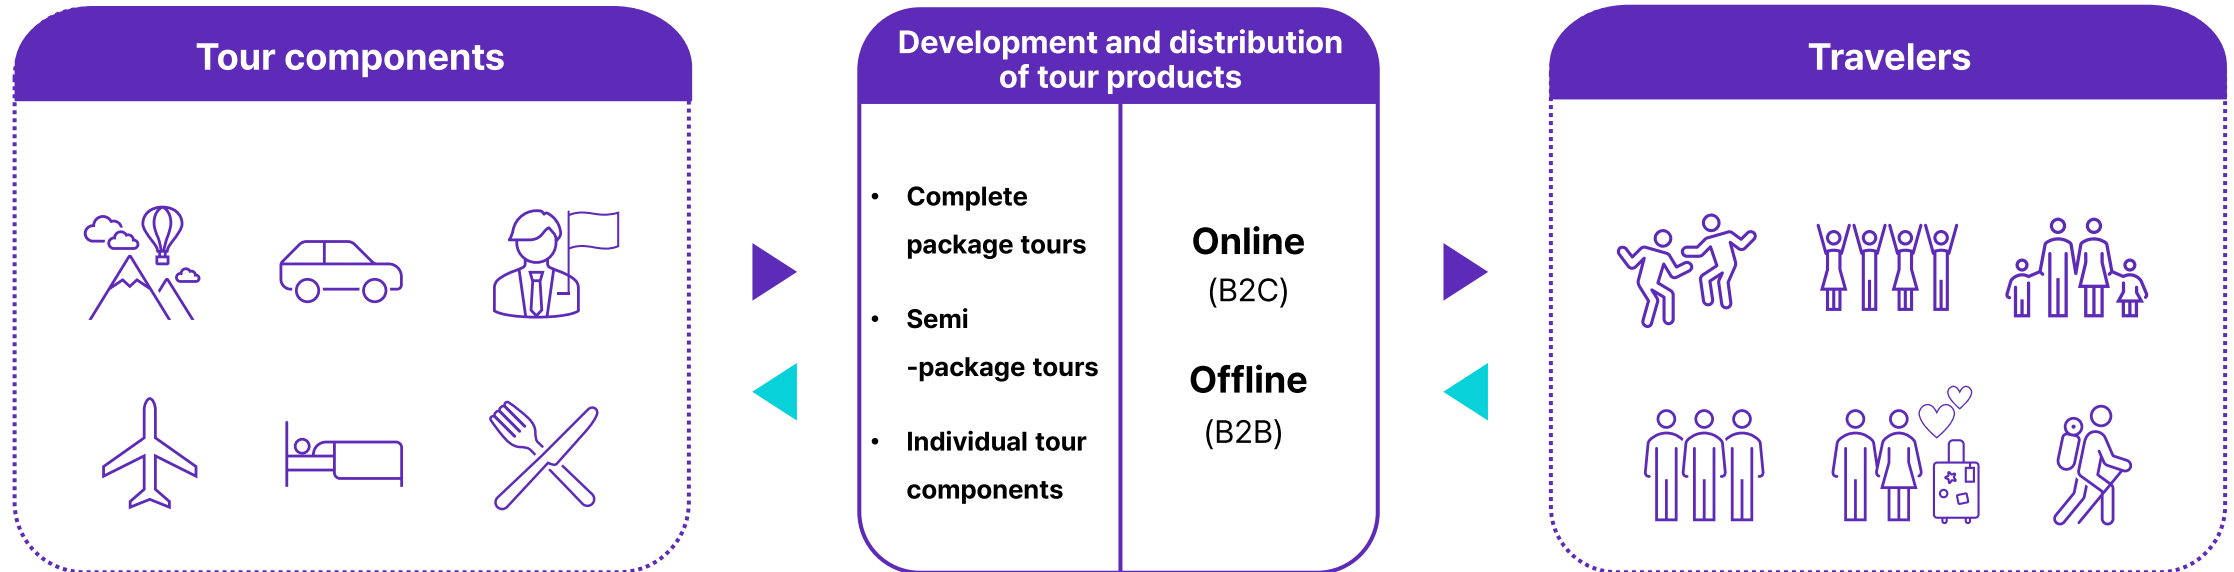 Tour components
Development and distribution
of tour products
• Complete
package tours
• Semi
-package tours
• Individual tour
components
Online
(B2C)
Offline
(B2B)
Travelers